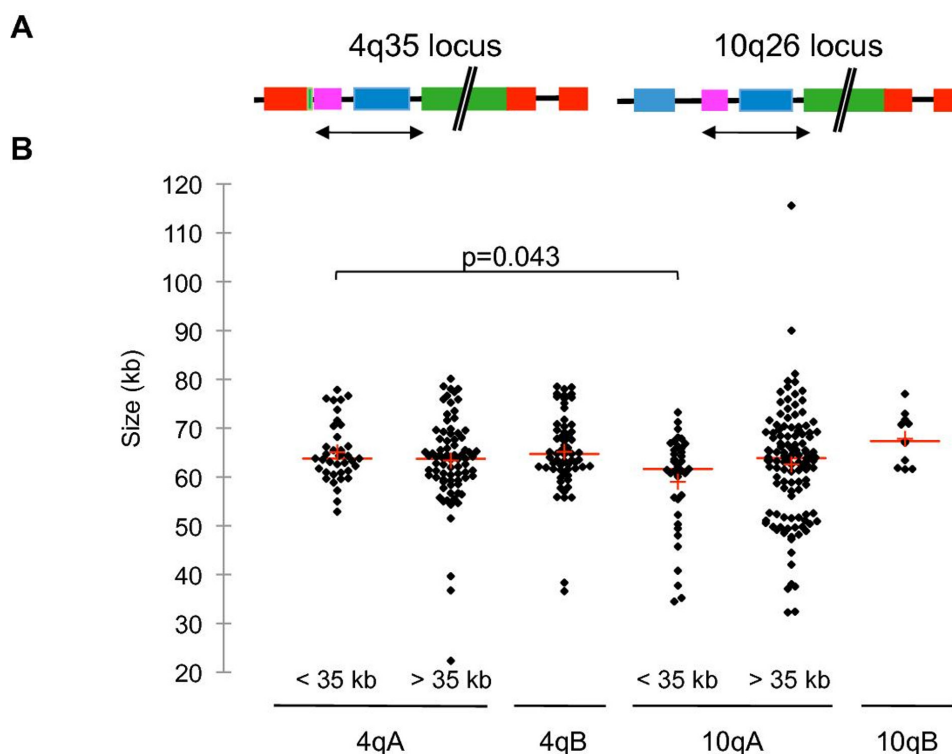 A
4q35 locus
10q26 locus
B
Size (kb)
120
110
100
90
80
70
60
50
40
30
20
p=0.043
< 35 kb
> 35 kb
< 35 kb
> 35 kb
4qA
4qB
10qA
10qB